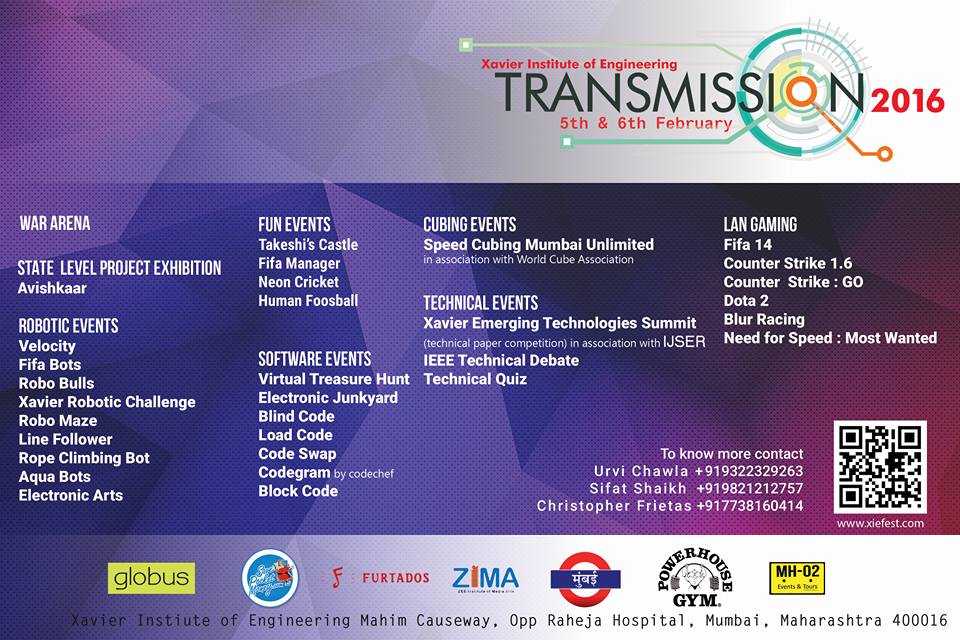 Xavier Institute of Engineering
TRANSMISSION 2016
5th & 6th February
WAR ARENA
STATE LEVEL PROJECT EXHIBITION
Avishkaar
ROBOTIC EVENTS
Velocity
Fifa Bots
Robo Bulls
Xavier Robotic Challenge
Robo Maze
Line Follower
Rope Climbing Bot
Aqua Bots
Electronic Arts
FUN EVENTS
Takeshi's Castle
Fifa Manager
Neon Cricket
Human Foosball
SOFTWARE EVENTS
Virtual Treasure Hunt
Electronic Junkyard
Blind Code
Load Code
Code Swap
Codegram by codechef
Block Code
CUBING EVENTS
Speed Cubing Mumbai Unlimited
in association with World Cube Association
TECHNICAL EVENTS
Xavier Emerging Technologies Summit
(technical paper competition) in association with IJSER
IEEE Technical Debate
Technical Quiz
LAN GAMING
Fifa 14
Counter Strike 1.6
Counter Strike : GO
Dota 2
Blur Racing
Need for Speed : Most Wanted
To know more contact
Urvi Chawla +919322329263
Sifat Shaikh +919821212757
Christopher Frietas +917738160414
www.xiefest.com
globus
FURTADOS
ZIMA
ZEE Institute of Media Arts
मुंबई
POWERHOUSE
GYM
MH-02
Events & Tours
Xavier Instiute of Engineering Mahim Causeway, Opp Raheja Hospital, Mumbai, Maharashtra 400016